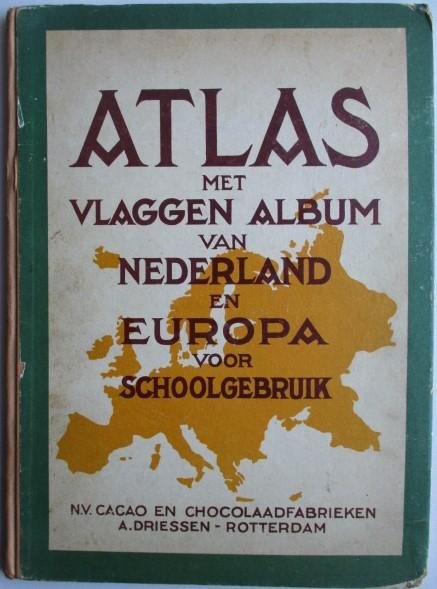 ATLAS
MET
VLAGGEN ALBUM
VAN
NEDERLAND
EN
EUROPA
VOOR
SCHOOLGEBRUIK
N.V. CACAO EN CHOCOLAADFABRIEKEN
A. DRIESSEN - ROTTERDAM